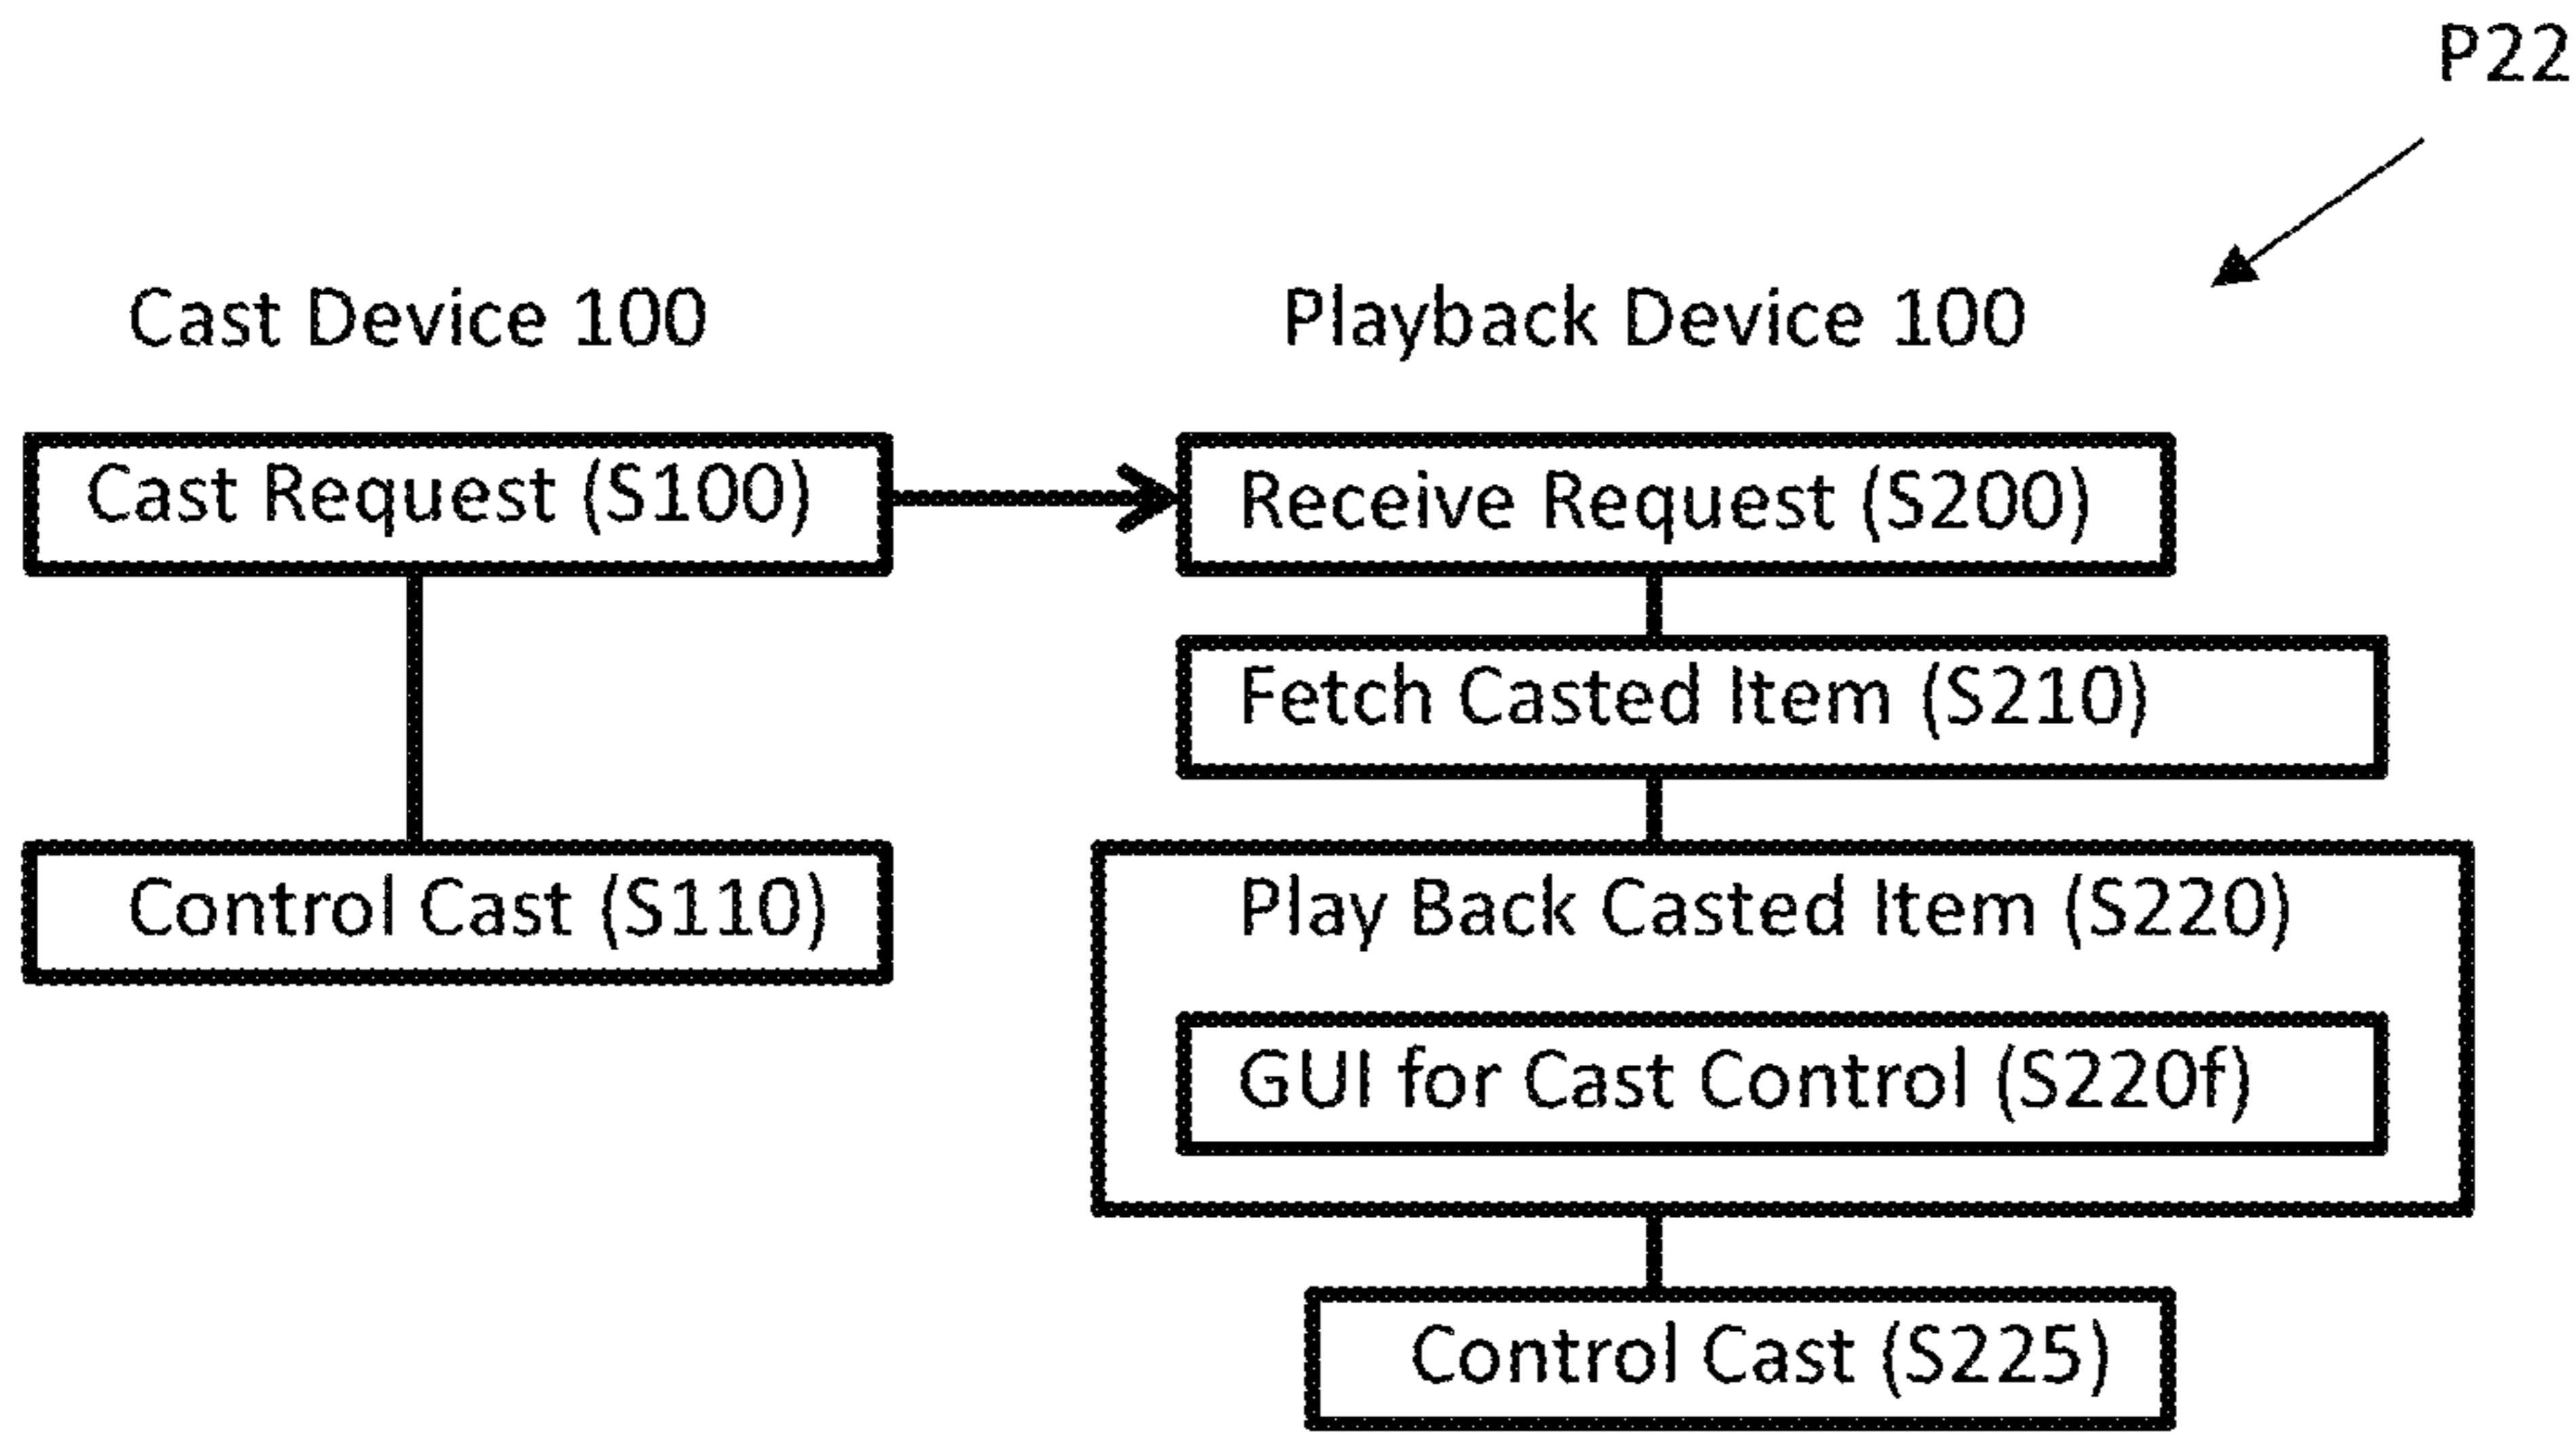 P22
Cast Device 100
Playback Device 100
Cast Request (S100)
Receive Request (S200)
Fetch Casted Item (S210)
Control Cast (S110)
Play Back Casted Item (S220)
GUI for Cast Control (S220f)
Control Cast (S225)